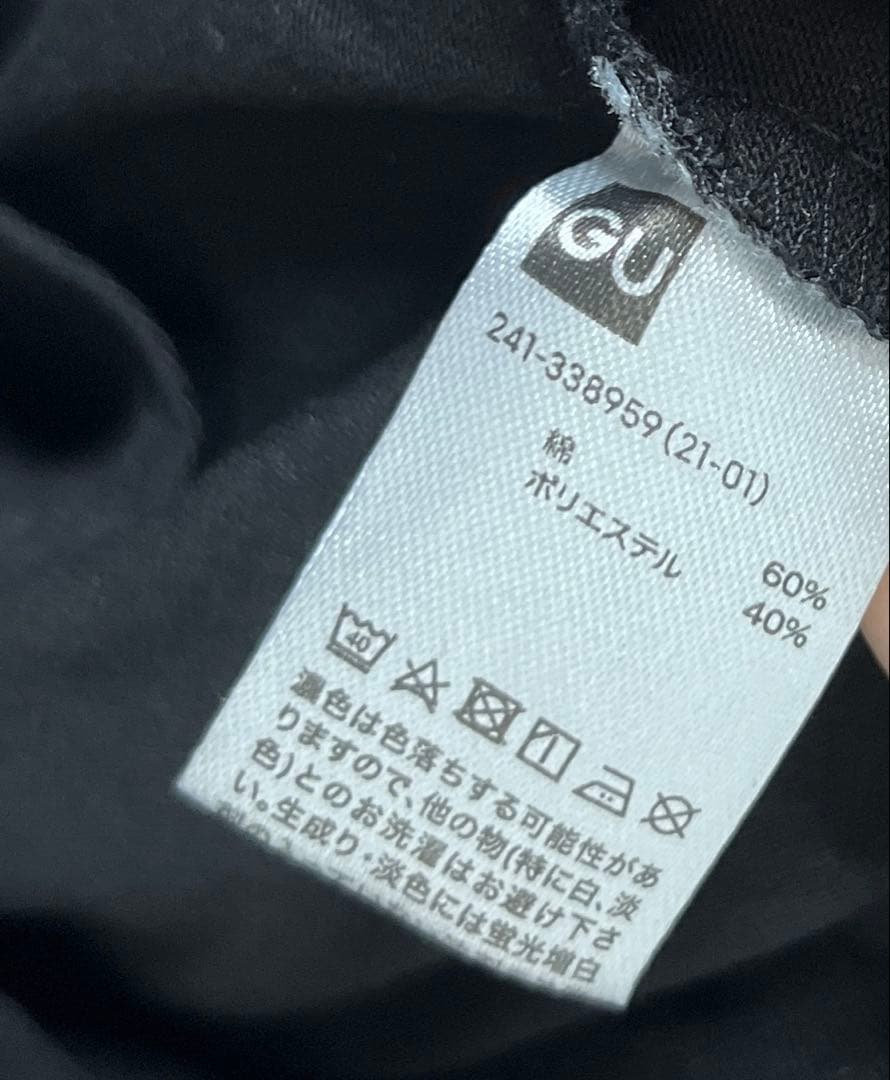 GU
241-338959(21-01)
綿 60%
ポリエステル 40%
40
濃色は色落ちする可能性があ
りますので、他の物(特に白、淡
色)とのお洗濯はお避け下さ
い。生成り・淡色には蛍光増白
剤の